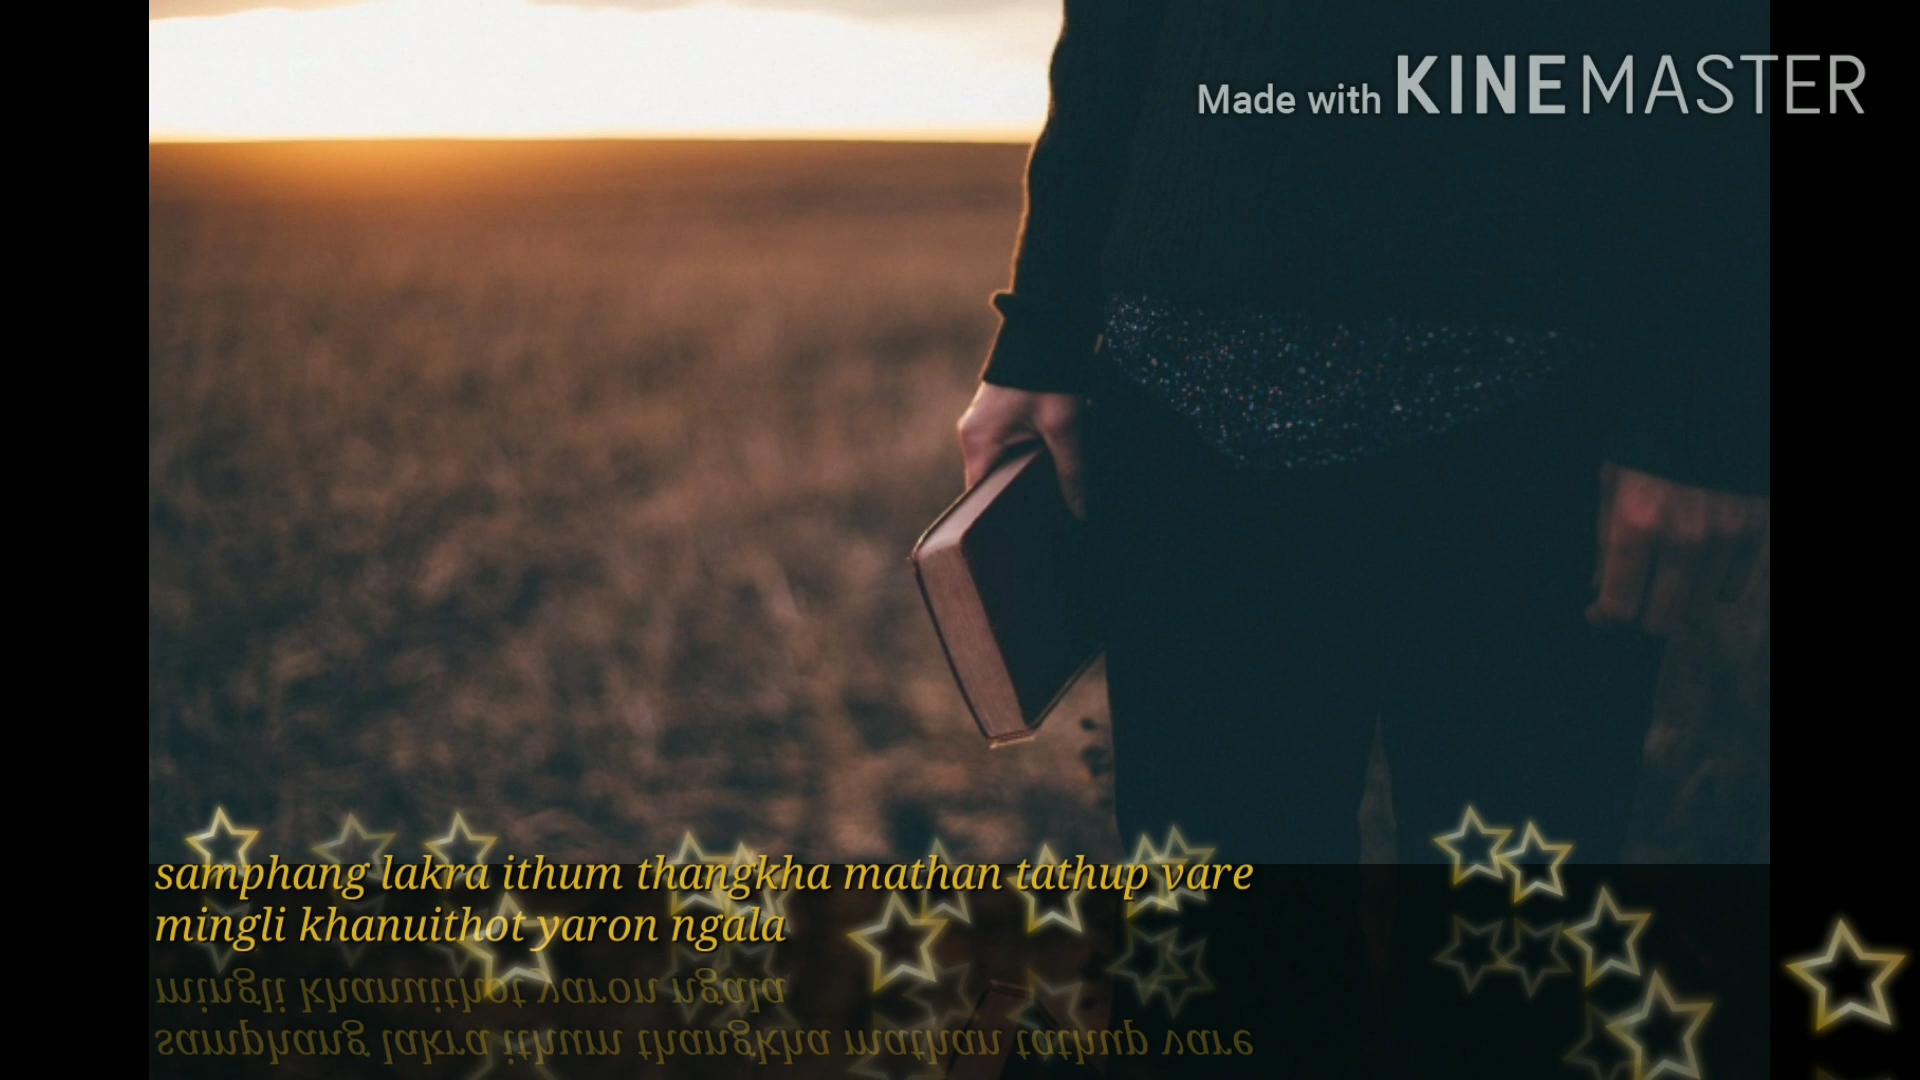 Made with KINEMASTER
samphang lakra ithum thangkha mathan tathup vare
mingli khanuithot yaron ngala